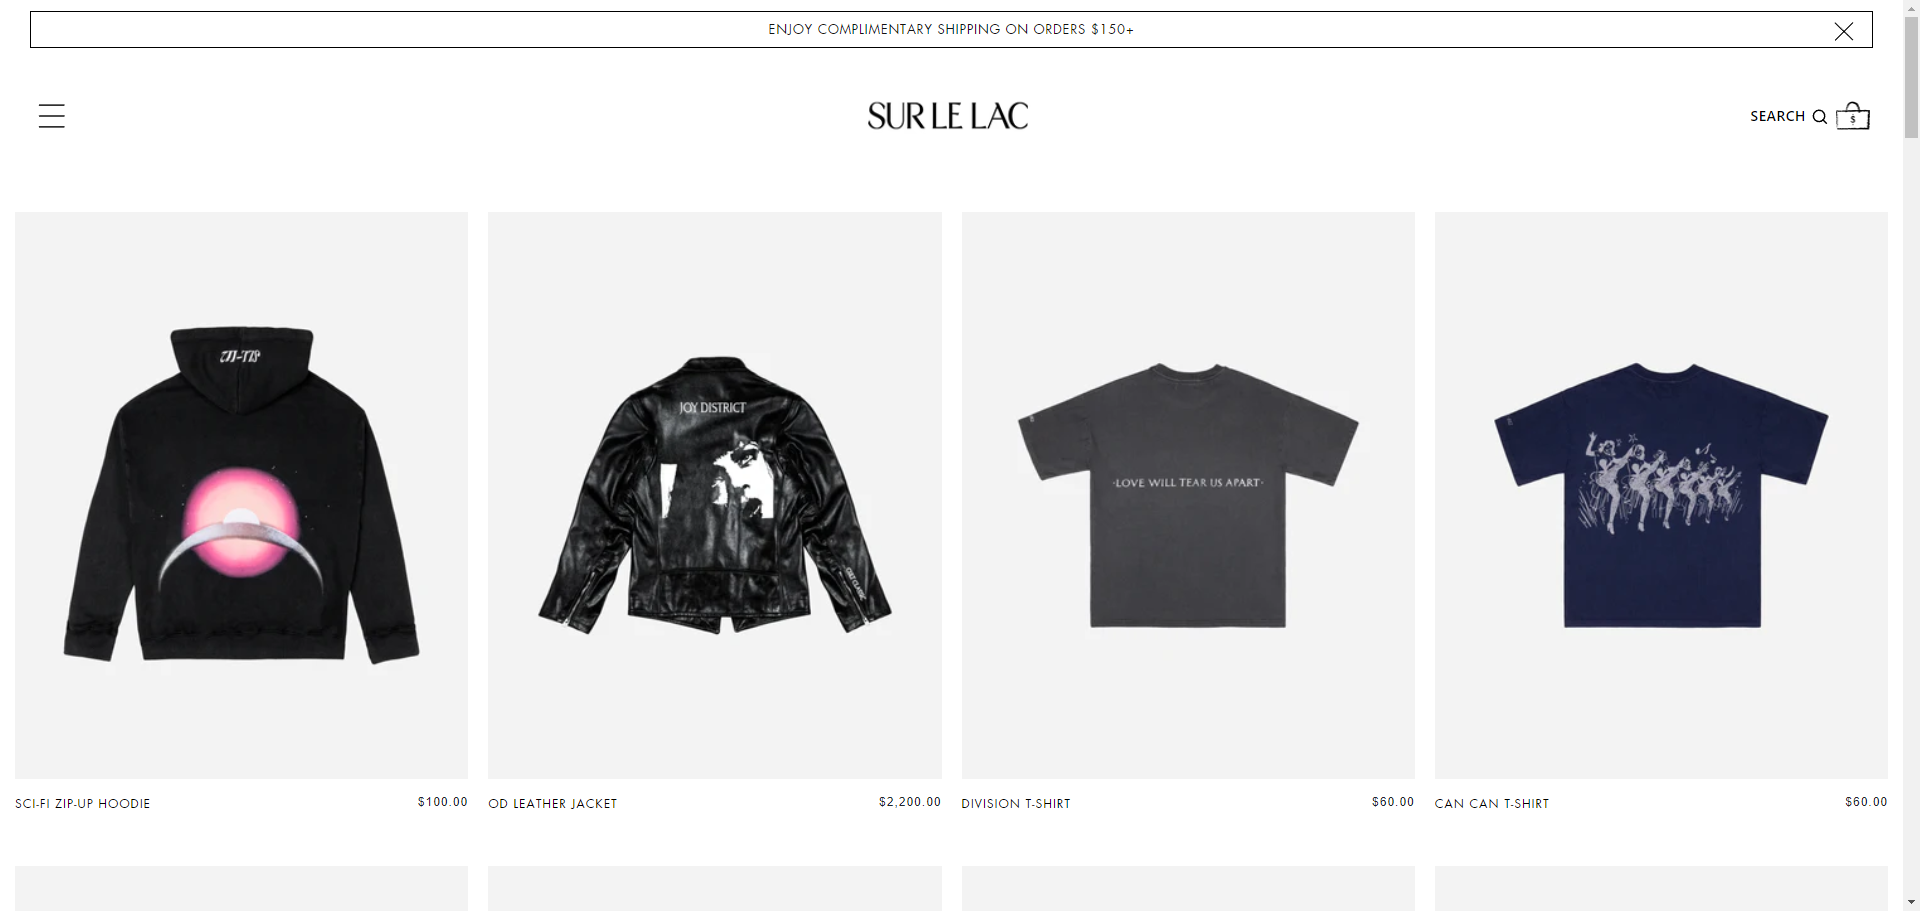 ENJOY COMPLIMENTARY SHIPPING ON ORDERS $150+
SUR LE LAC
SEARCH
$
JOY DISTRICT
CULT CLASSIC
·LOVE WILL TEAR US APART·
SCI-FI ZIP-UP HOODIE
$100.00
OD LEATHER JACKET
$2,200.00
DIVISION T-SHIRT
$60.00
CAN CAN T-SHIRT
$60.00